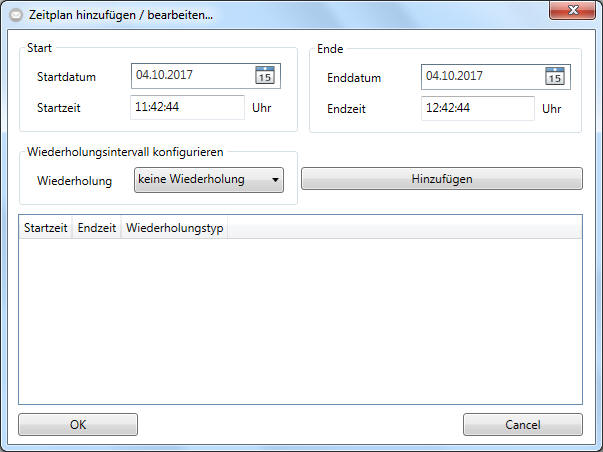 Zeitplan hinzufügen / bearbeiten...
Start
Startdatum 04.10.2017 15
Startzeit 11:42:44 Uhr
Ende
Enddatum 04.10.2017 15
Endzeit 12:42:44 Uhr
Wiederholungsintervall konfigurieren
Wiederholung keine Wiederholung
Hinzufügen
Startzeit Endzeit Wiederholungstyp
OK Cancel